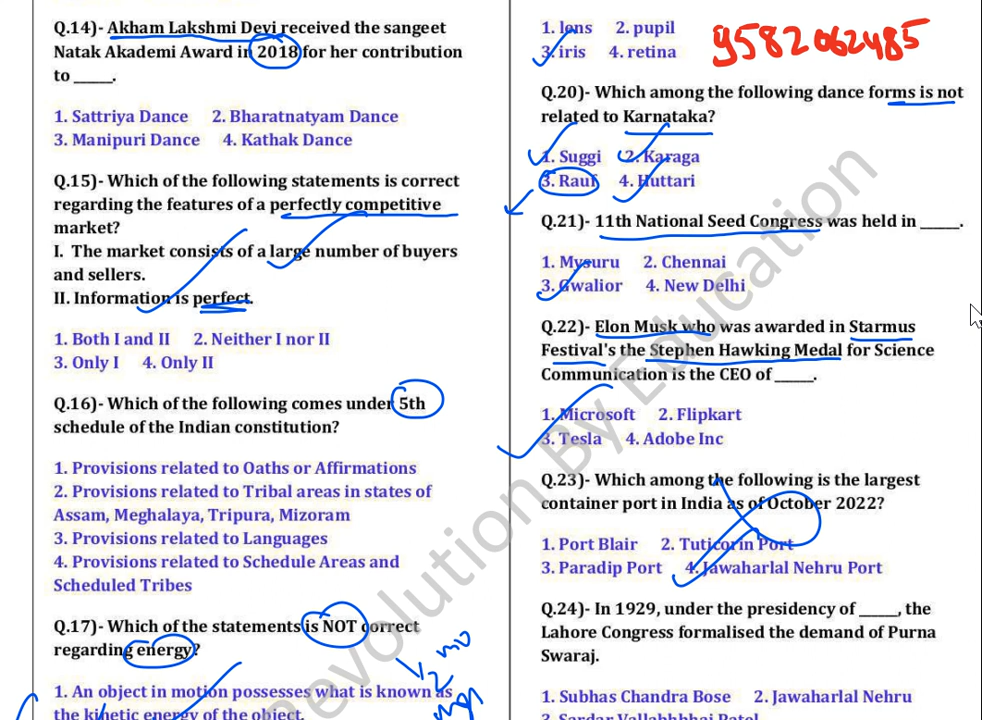 Q.14)- Akham Lakshmi Devi received the sangeet
Natak Akademi Award in 2018 for her contribution
to _____.
1. Sattriya Dance 2. Bharatnatyam Dance
3. Manipuri Dance 4. Kathak Dance
Q.15)- Which of the following statements is correct
regarding the features of a perfectly competitive
market?
I. The market consists of a large number of buyers
and sellers.
II. Information is perfect.
1. Both I and II 2. Neither I nor II
3. Only I 4. Only II
Q.16)- Which of the following comes under 5th
schedule of the Indian constitution?
1. Provisions related to Oaths or Affirmations
2. Provisions related to Tribal areas in states of
Assam, Meghalaya, Tripura, Mizoram
3. Provisions related to Languages
4. Provisions related to Schedule Areas and
Scheduled Tribes
Q.17)- Which of the statements is NOT correct
regarding energy?
1. An object in motion possesses what is known as
the kinetic energy of the object.
1. lens 2. pupil
3. iris 4. retina
9582062485
Q.20)- Which among the following dance forms is not
related to Karnataka?
1. Suggi 2. Karaga
3. Rauf 4. Huttari
Q.21)- 11th National Seed Congress was held in _____.
1. Mysuru 2. Chennai
3. Gwalior 4. New Delhi
Q.22)- Elon Musk who was awarded in Starmus
Festival's the Stephen Hawking Medal for Science
Communication is the CEO of _____.
1. Microsoft 2. Flipkart
3. Tesla 4. Adobe Inc
Q.23)- Which among the following is the largest
container port in India as of October 2022?
1. Port Blair 2. Tuticorin Port
3. Paradip Port 4. Jawaharlal Nehru Port
Q.24)- In 1929, under the presidency of _____, the
Lahore Congress formalised the demand of Purna
Swaraj.
1. Subhas Chandra Bose 2. Jawaharlal Nehru
3. Sardar Vallabhbhai Patel
Revolution By Education